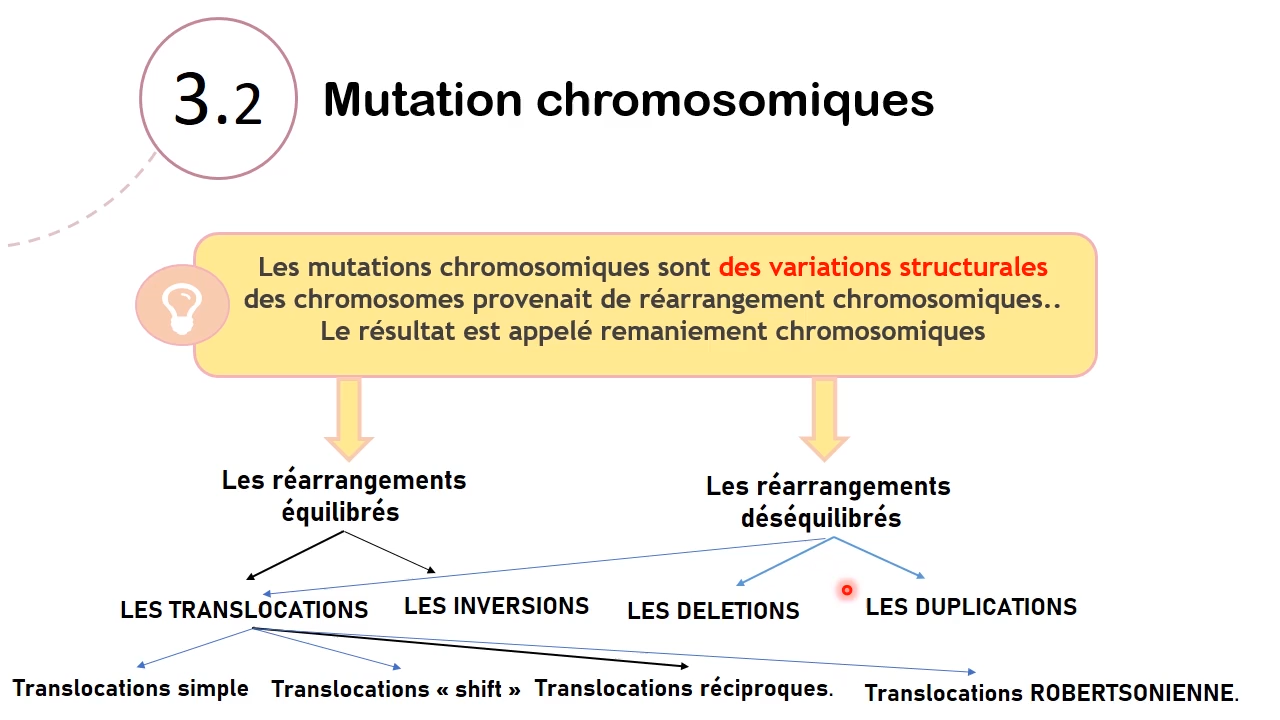 3.2
Mutation chromosomiques
Les mutations chromosomiques sont des variations structurales
des chromosomes provenait de réarrangement chromosomiques..
Le résultat est appelé remaniement chromosomiques
Les réarrangements
équilibrés
Les réarrangements
déséquilibrés
LES TRANSLOCATIONS
LES INVERSIONS
LES DELETIONS
LES DUPLICATIONS
Translocations simple
Translocations « shift »
Translocations réciproques.
Translocations ROBERTSONIENNE.